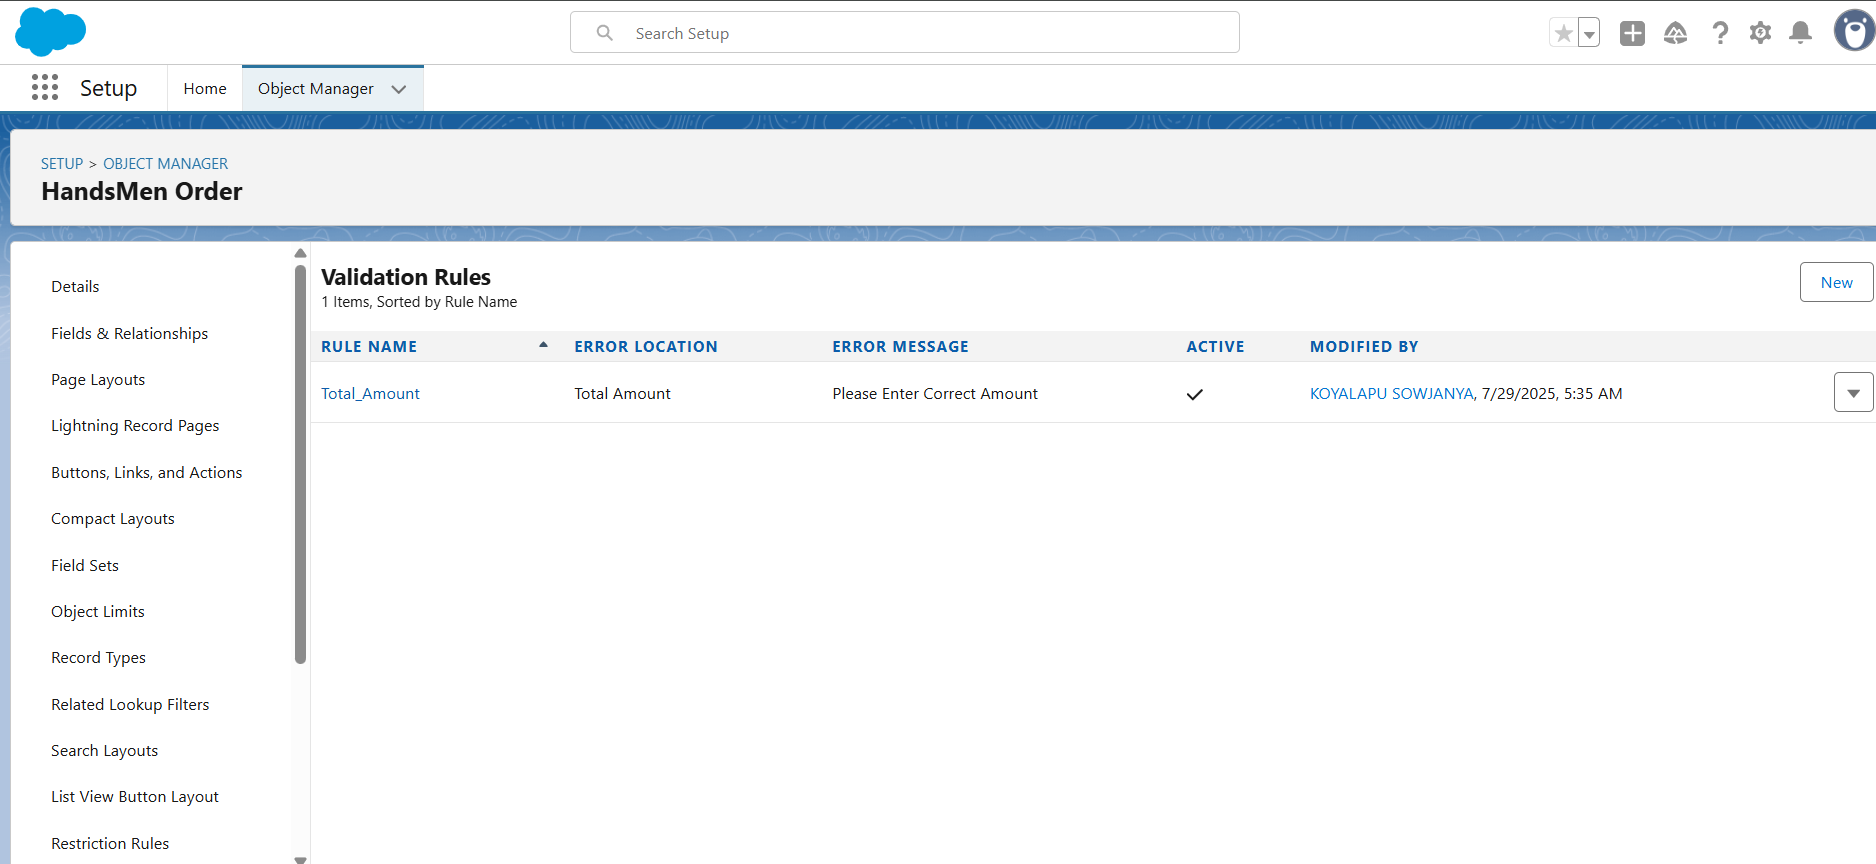 Search Setup
Setup
Home
Object Manager
SETUP > OBJECT MANAGER
HandsMen Order
Details
Fields & Relationships
Page Layouts
Lightning Record Pages
Buttons, Links, and Actions
Compact Layouts
Field Sets
Object Limits
Record Types
Related Lookup Filters
Search Layouts
List View Button Layout
Restriction Rules
Validation Rules
1 Items, Sorted by Rule Name
New
RULE NAME ERROR LOCATION ERROR MESSAGE ACTIVE MODIFIED BY
Total_Amount Total Amount Please Enter Correct Amount KOYALAPU SOWJANYA, 7/29/2025, 5:35 AM